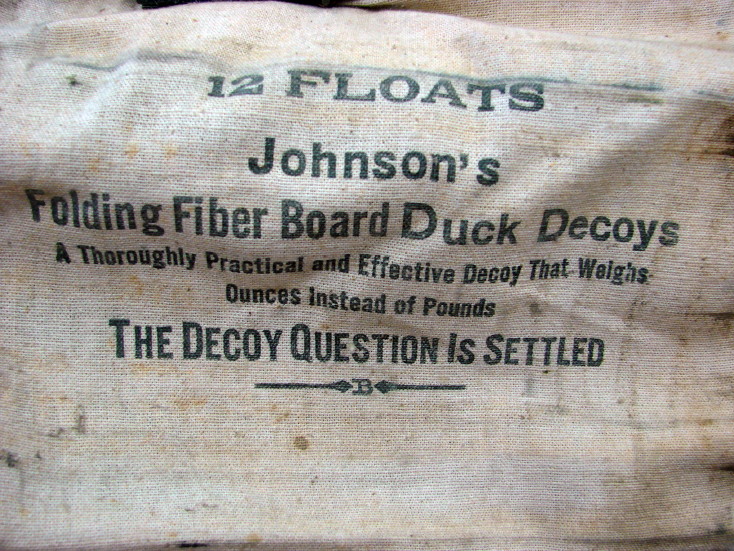 12 FLOATS
Johnson's
Folding Fiber Board Duck Decoys
A Thoroughly Practical and Effective Decoy That Weighs
Ounces Instead of Pounds
THE DECOY QUESTION IS SETTLED
B